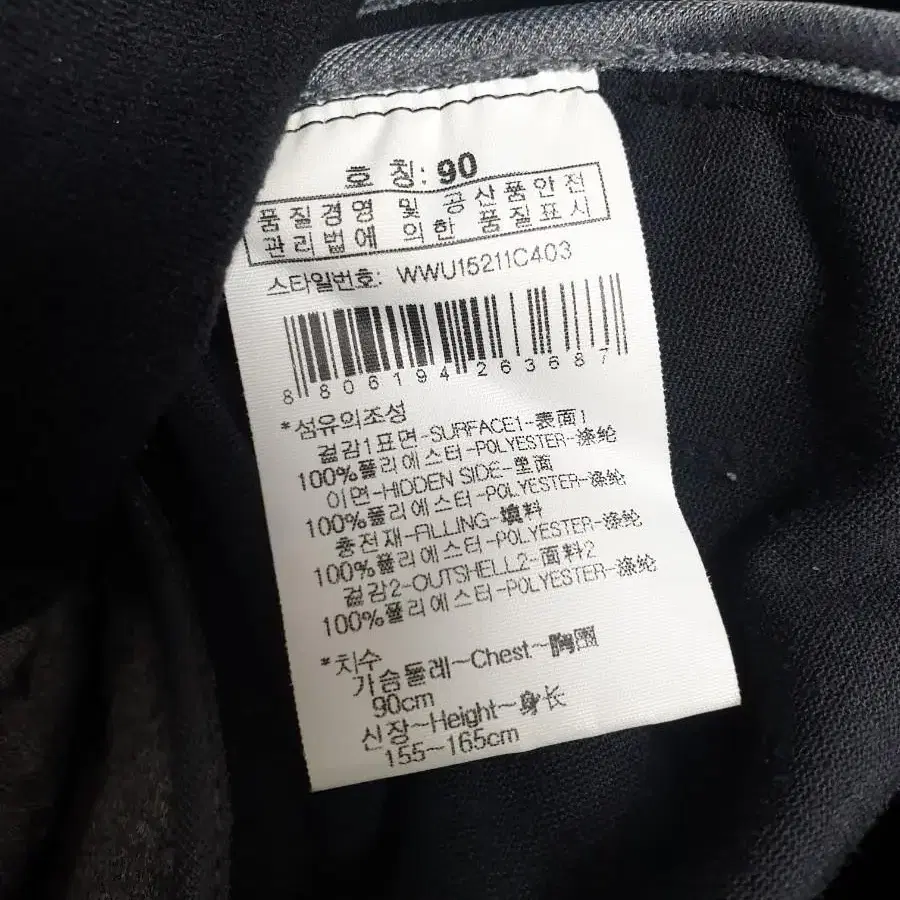 호 칭: 90
품질경영 및 공산품안전
관리법에 의한 품질표시
스타일번호: WWU15211C403
8 806194 263687
*섬유의조성
겉감1표면-SURFACE1-表面1
100%폴리에스터-POLYESTER-涤纶
이면-HIDDEN SIDE-里面
100%폴리에스터-POLYESTER-涤纶
충전재-FILLING-填料
100%폴리에스터-POLYESTER-涤纶
겉감2-OUTSHELL2-面料2
100%폴리에스터-POLYESTER-涤纶
*치수
가슴둘레~Chest~胸围
90cm
신장~Height~身长
155~165cm